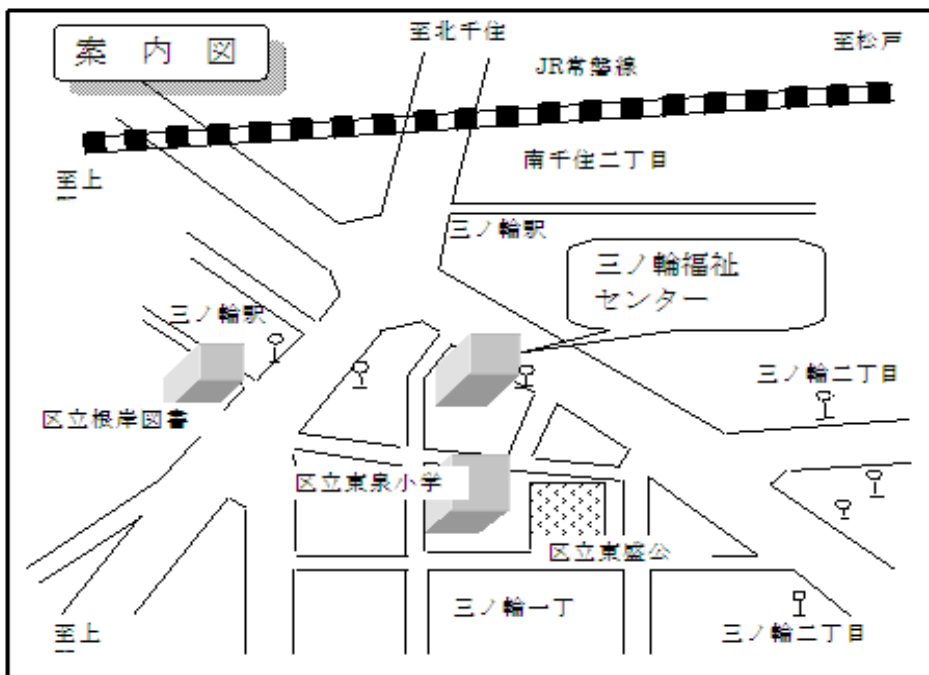 案 内 図
至北千住
至松戸
JR常磐線
南千住二丁目
至上
三ノ輪駅
三ノ輪福祉
センター
三ノ輪駅
三ノ輪二丁目
区立根岸図書
区立東泉小学
区立東盛公
三ノ輪一丁
三ノ輪二丁目
至上